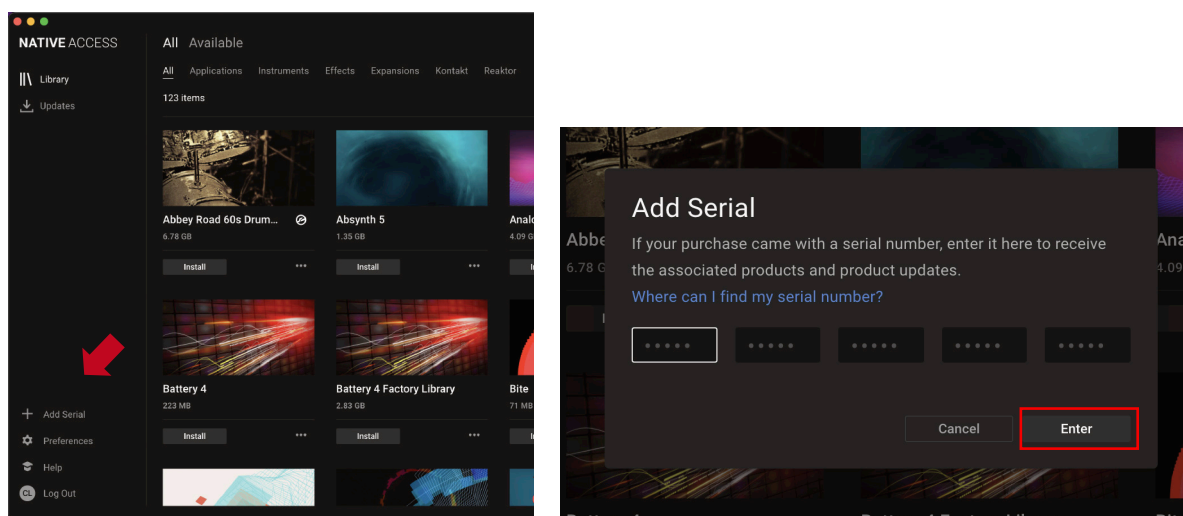 NATIVE ACCESS
Library
Updates
Add Serial
Preferences
Help
CL Log Out
All Available
All Applications Instruments Effects Expansions Kontakt Reaktor
123 items
Abbey Road 60s Drum... Absynth 5
6.78 GB 1.35 GB 4.09
Install ••• Install •••
Battery 4 Battery 4 Factory Library Bite
223 MB 2.83 GB 71 MB
Install ••• Install •••
Add Serial
If your purchase came with a serial number, enter it here to receive
the associated products and product updates.
Where can I find my serial number?
Cancel Enter
6.78
4.09